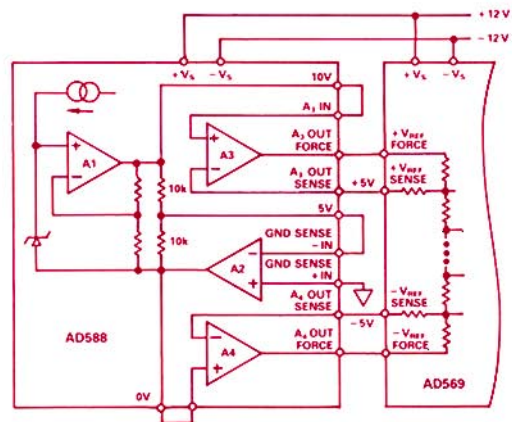 + 12 V
− 12 V
+ Vs − Vs
+ Vs − Vs
10V
A3 IN
A3 OUT
FORCE
A3 OUT
SENSE
+ 5V
+ VREF
FORCE
+ VREF
SENSE
A1
A3
10k
10k
5V
GND SENSE
− IN
GND SENSE
+ IN
A2
A4 OUT
SENSE
− 5V
− VREF
SENSE
A4 OUT
FORCE
− VREF
FORCE
A4
AD588
AD569
0V
+
−
+
−
−
+
−
+